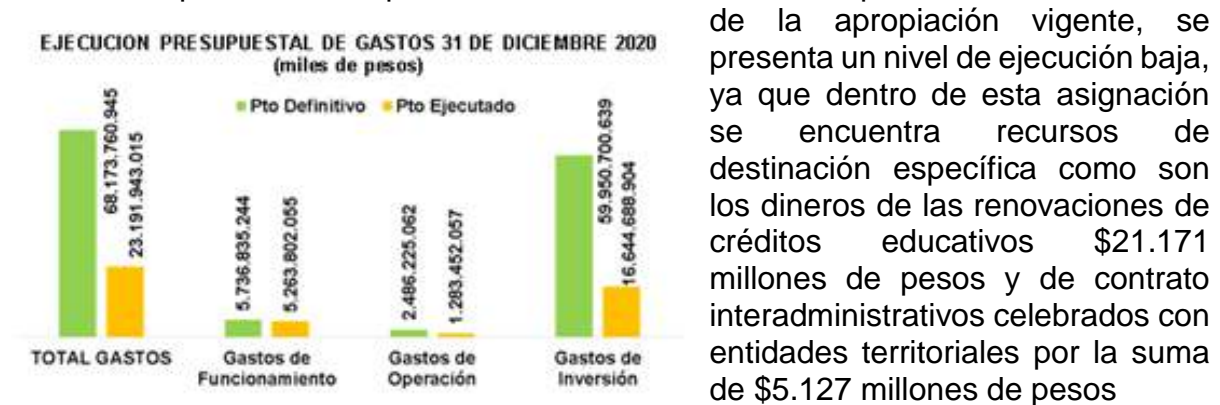 EJECUCION PRESUPUESTAL DE GASTOS 31 DE DICIEMBRE 2020
(miles de pesos)
Pto Definitivo Pto Ejecutado
68.173.760.945
23.191.943.015
5.736.835.244
5.263.802.055
2.486.225.062
1.283.452.057
59.950.700.639
16.644.688.904
TOTAL GASTOS
Gastos de
Funcionamiento
Gastos de
Operación
Gastos de
Inversión
de la apropiación vigente, se
presenta un nivel de ejecución baja,
ya que dentro de esta asignación
se encuentra recursos de
destinación específica como son
los dineros de las renovaciones de
créditos educativos $21.171
millones de pesos y de contrato
interadministrativos celebrados con
entidades territoriales por la suma
de $5.127 millones de pesos